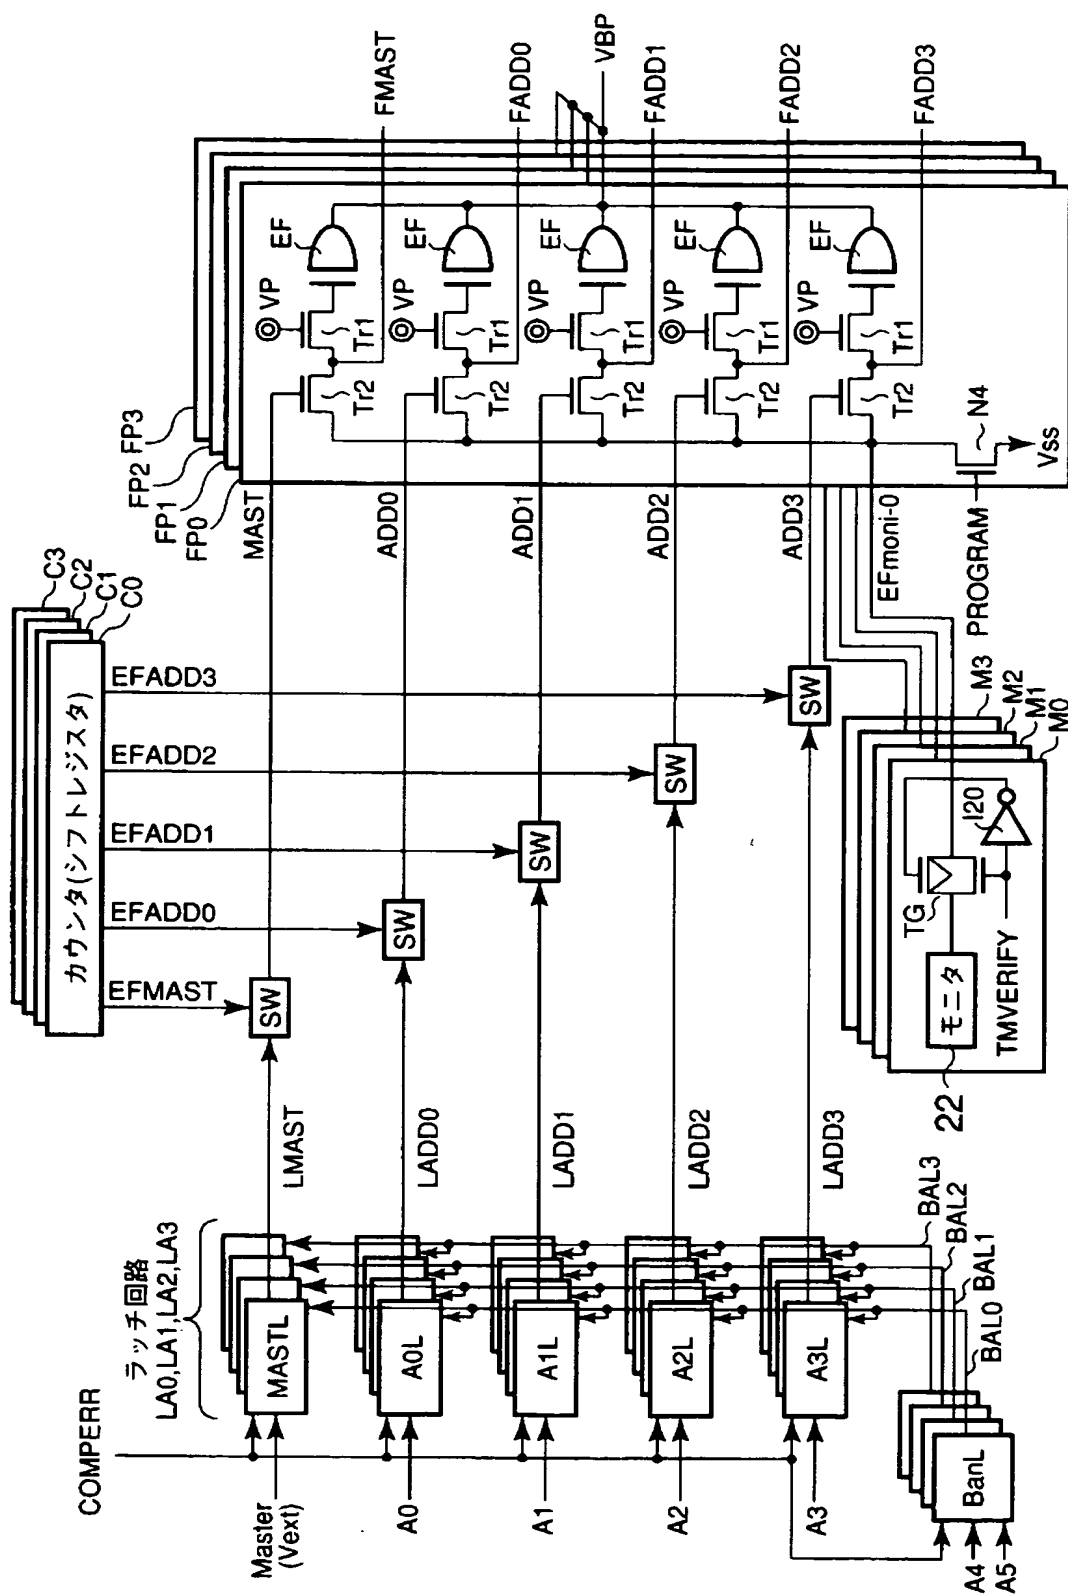 COMPERR
ラッチ回路
LA0,LA1,LA2,LA3
Master
(Vext)
MASTL
LMAST
A0
A0L
LADD0
A1
A1L
LADD1
A2
A2L
LADD2
A3
A3L
LADD3
A4
A5
BanL
BAL0
BAL1
BAL2
BAL3
カウンタ(シフトレジスタ)
C0
C1
C2
C3
EFMAST
EFADD0
EFADD1
EFADD2
EFADD3
SW
SW
SW
SW
SW
MAST
ADD0
ADD1
ADD2
ADD3
FP0
FP1
FP2
FP3
Tr2
Tr1
VP
EF
FMAST
Tr2
Tr1
VP
EF
FADD0
VBP
Tr2
Tr1
VP
EF
FADD1
Tr2
Tr1
VP
EF
FADD2
Tr2
Tr1
VP
EF
FADD3
EFmoni-0
PROGRAM
N4
Vss
22
モニタ
TG
I20
TMVERIFY
M0
M1
M2
M3